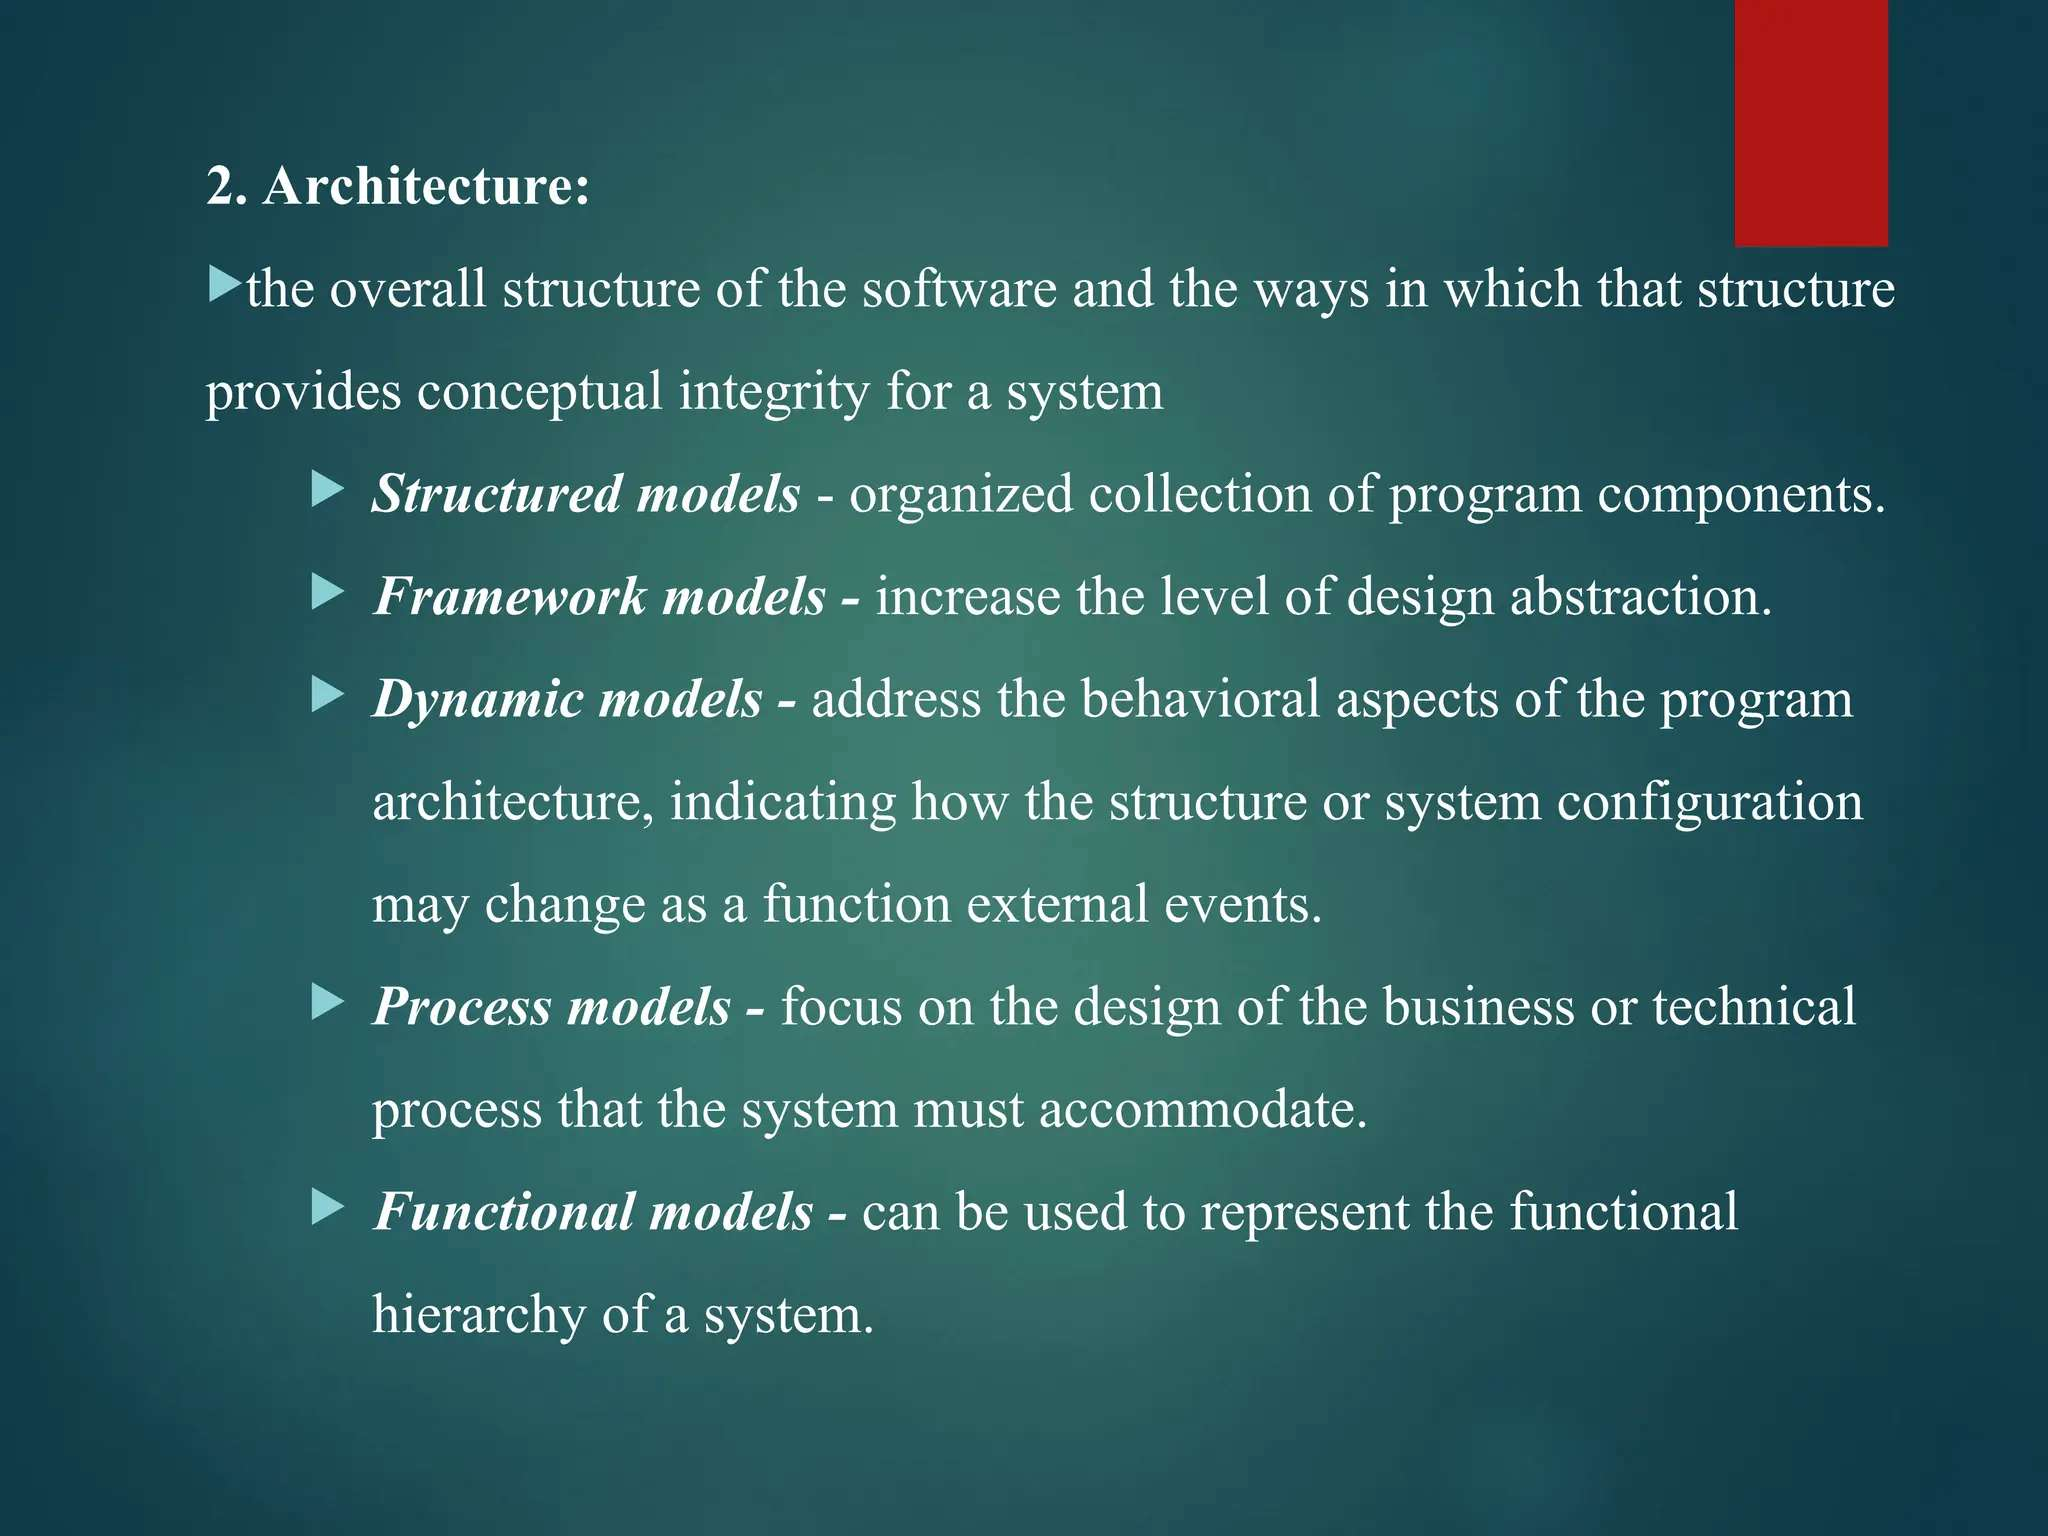 2. Architecture:
the overall structure of the software and the ways in which that structure
provides conceptual integrity for a system
Structured models - organized collection of program components.
Framework models - increase the level of design abstraction.
Dynamic models - address the behavioral aspects of the program
architecture, indicating how the structure or system configuration
may change as a function external events.
Process models - focus on the design of the business or technical
process that the system must accommodate.
Functional models - can be used to represent the functional
hierarchy of a system.